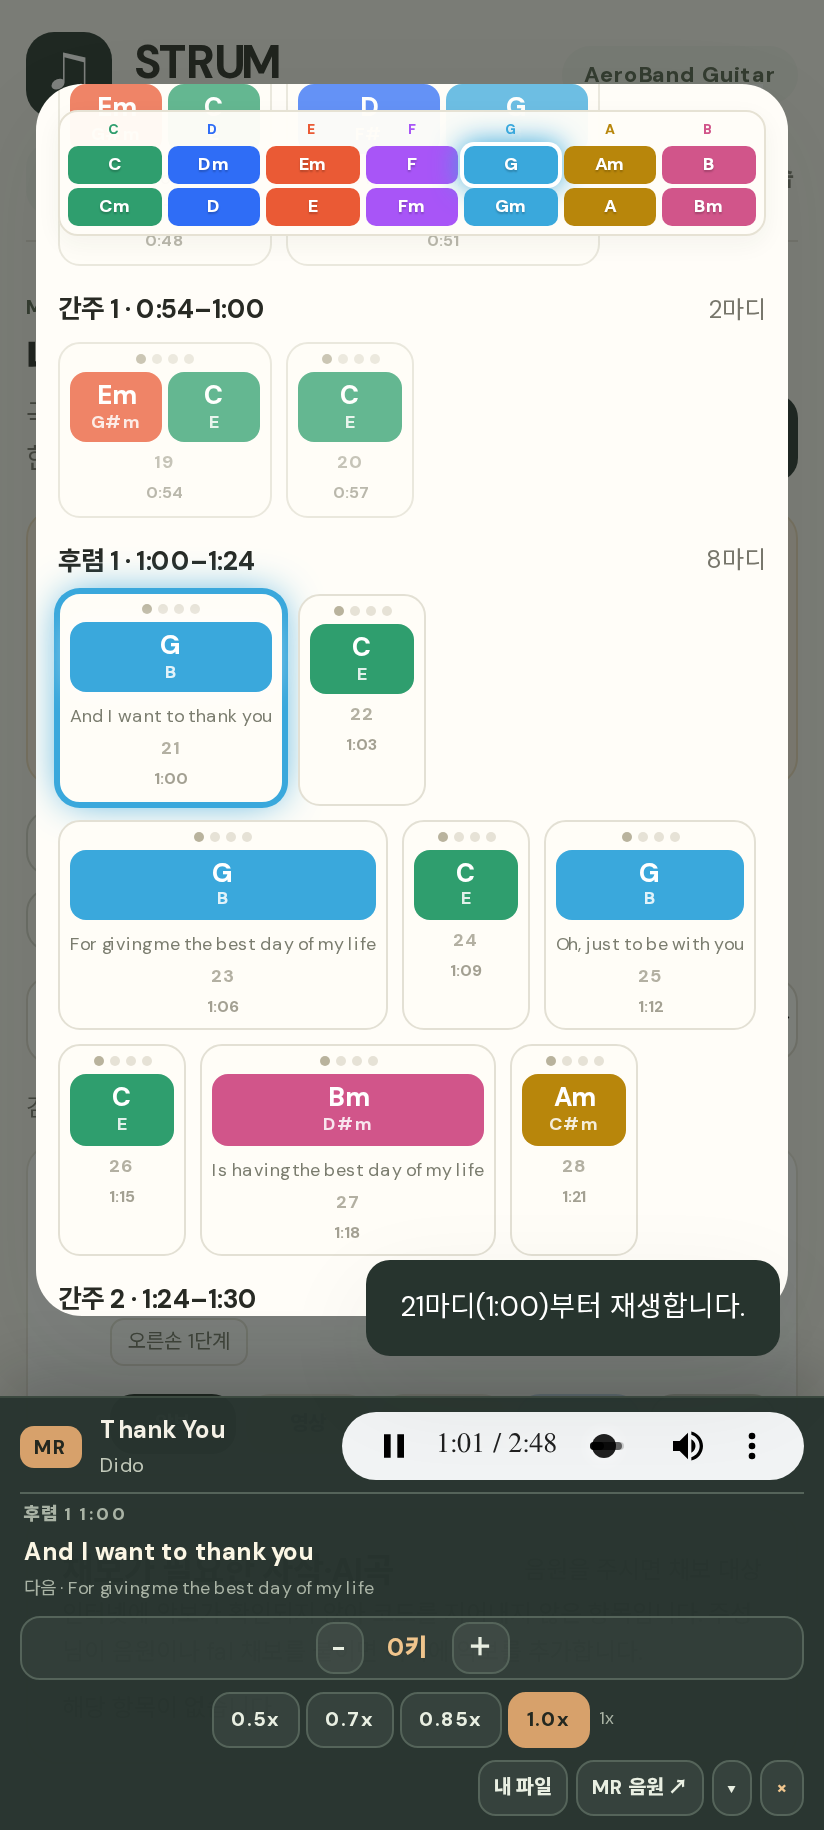 STRUM
AeroBand Guitar
Em C D G
C D E F G A B
C Dm Em F G Am B
Cm D E Fm Gm A Bm
0:48 0:51
간주 1 · 0:54–1:00 2마디
Em C C
G#m E E
19 20
0:54 0:57
후렴 1 · 1:00–1:24 8마디
G C
B E
And I want to thank you 22
21 1:03
1:00
G C G
B E B
For giving me the best day of my life 24 Oh, just to be with you
23 1:09 25
1:06 1:12
C Bm Am
E D#m C#m
26 Is having the best day of my life 28
1:15 27 1:21
1:18
간주 2 · 1:24–1:30
21마디(1:00)부터 재생합니다.
오른손 1단계
MR Thank You 1:01 / 2:48
Dido
후렴 1 1:00
And I want to thank you
다음 · For giving me the best day of my life
- 0키 +
0.5x 0.7x 0.85x 1.0x 1x
내 파일 MR 음원 ↗ ▾ ×